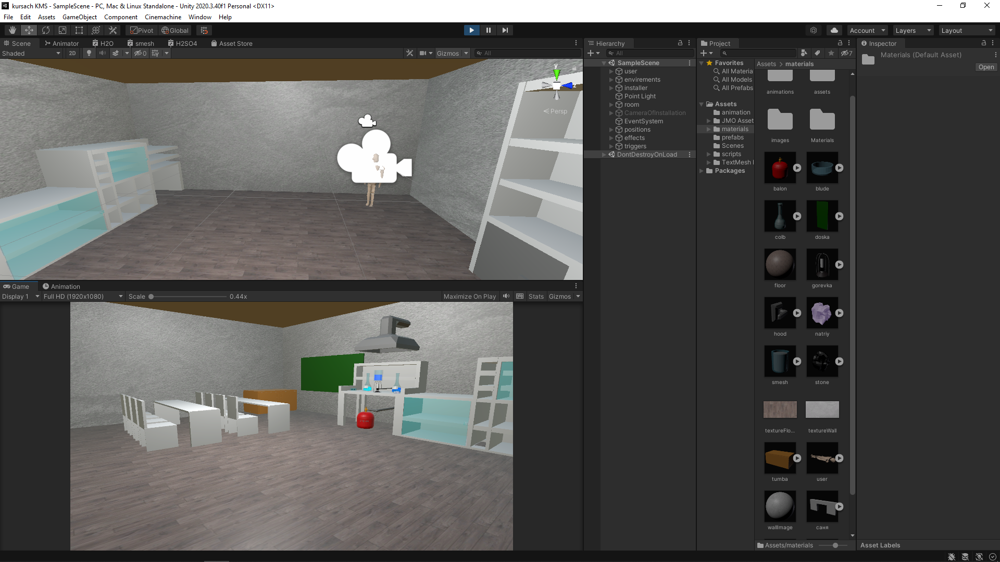 kursach KMS - SampleScene - PC, Mac & Linux Standalone - Unity 2020.3.40f1 Personal <DX11>
File Edit Assets GameObject Component Cinemachine Window Help
Pivot Global Account Layers Layout
Scene Animator H2O smesh H2SO4 Asset Store
Shaded 2D 0 Gizmos All
y
z
Persp
Game Animation
Display 1 Full HD (1920x1080) Scale 0.44x Maximize On Play Stats Gizmos
Hierarchy
All
SampleScene
user
envirements
installer
Point Light
room
CameraOfInstallation
EventSystem
positions
effects
triggers
DontDestroyOnLoad
Project
7
Favorites
All Materia
All Models
All Prefabs
Assets
animation
JMO Asset
materials
prefabs
Scenes
scripts
TextMesh
Packages
Assets > materials
animations assets
images Materials
balon blude
colb doska
floor gorevka
hood natriy
smesh stone
textureFlo... textureWall
tumba user
wallImage саня
Assets/materials
Inspector
Materials (Default Asset)
Open
Asset Labels